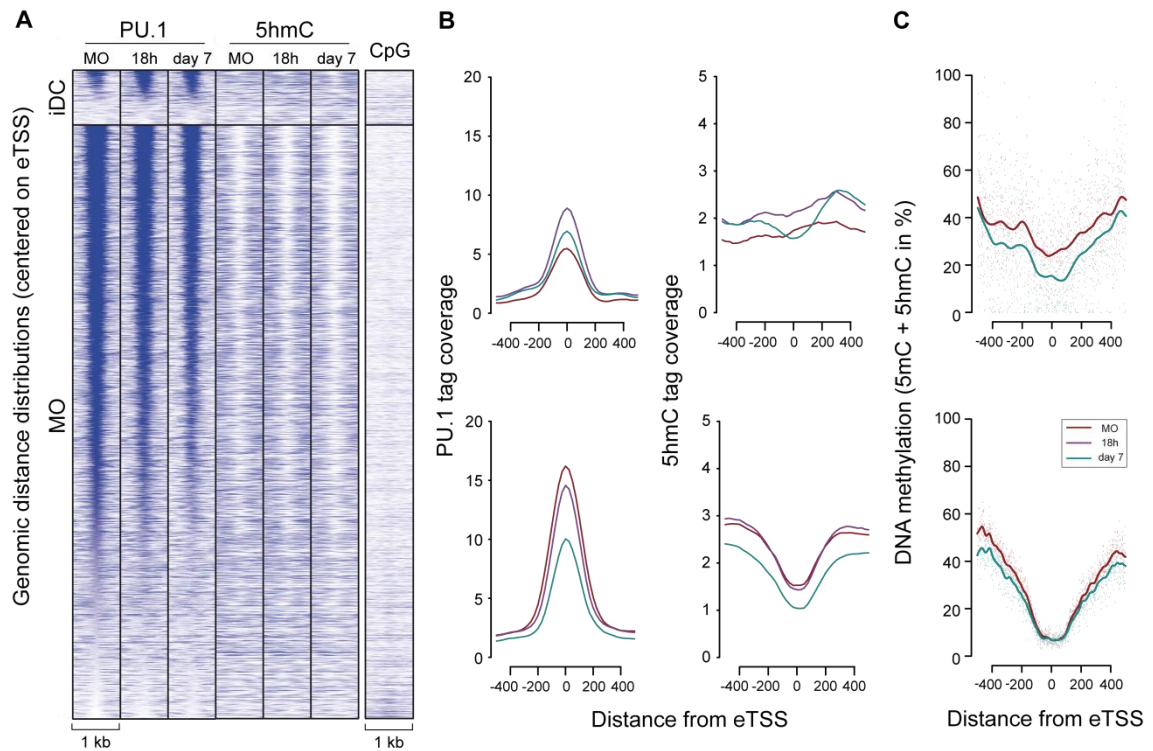 A
PU.1
5hmC
MO
18h
day 7
MO
18h
day 7
CpG
iDC
MO
Genomic distance distributions (centered on eTSS)
1 kb
1 kb
B
PU.1 tag coverage
20
15
10
5
0
-400 -200 0 200 400
5hmC tag coverage
5
4
3
2
1
0
-400 -200 0 200 400
20
15
10
5
0
-400 -200 0 200 400
5
4
3
2
1
0
-400 -200 0 200 400
Distance from eTSS
C
DNA methylation (5mC + 5hmC in %)
100
80
60
40
20
0
-400 -200 0 200 400
100
80
60
40
20
0
MO
18h
day 7
-400 -200 0 200 400
Distance from eTSS